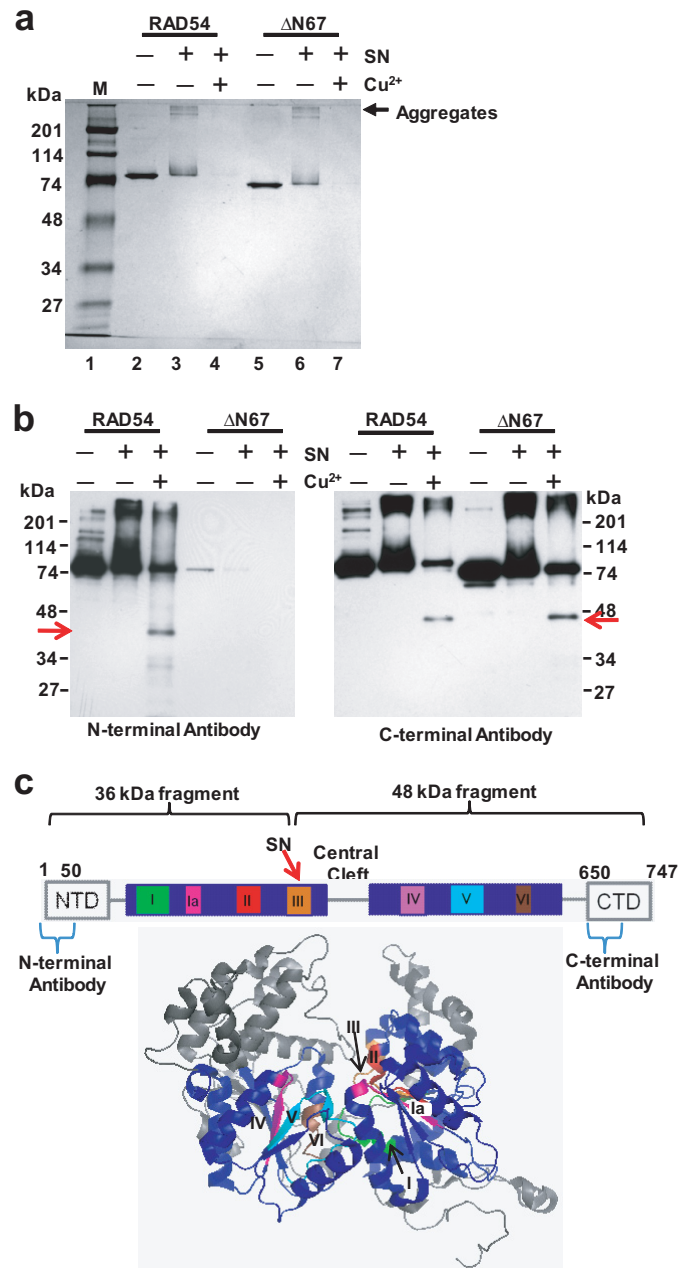 a
RAD54 ΔN67
— + + — + + SN
— — + — — + Cu²⁺
kDa M
Aggregates
201
114
74
48
34
27
1 2 3 4 5 6 7
b
RAD54 ΔN67 RAD54 ΔN67
— + + — + + SN — + + — + +
— — + — — + Cu²⁺ — — + — — +
kDa kDa
201 201
114 114
74 74
48 48
34 34
27 27
N-terminal Antibody C-terminal Antibody
c
36 kDa fragment 48 kDa fragment
SN Central
Cleft
1 50 650 747
NTD I Ia II III IV V VI CTD
N-terminal
Antibody
C-terminal
Antibody
III
II
Ia
IV V
VI
I